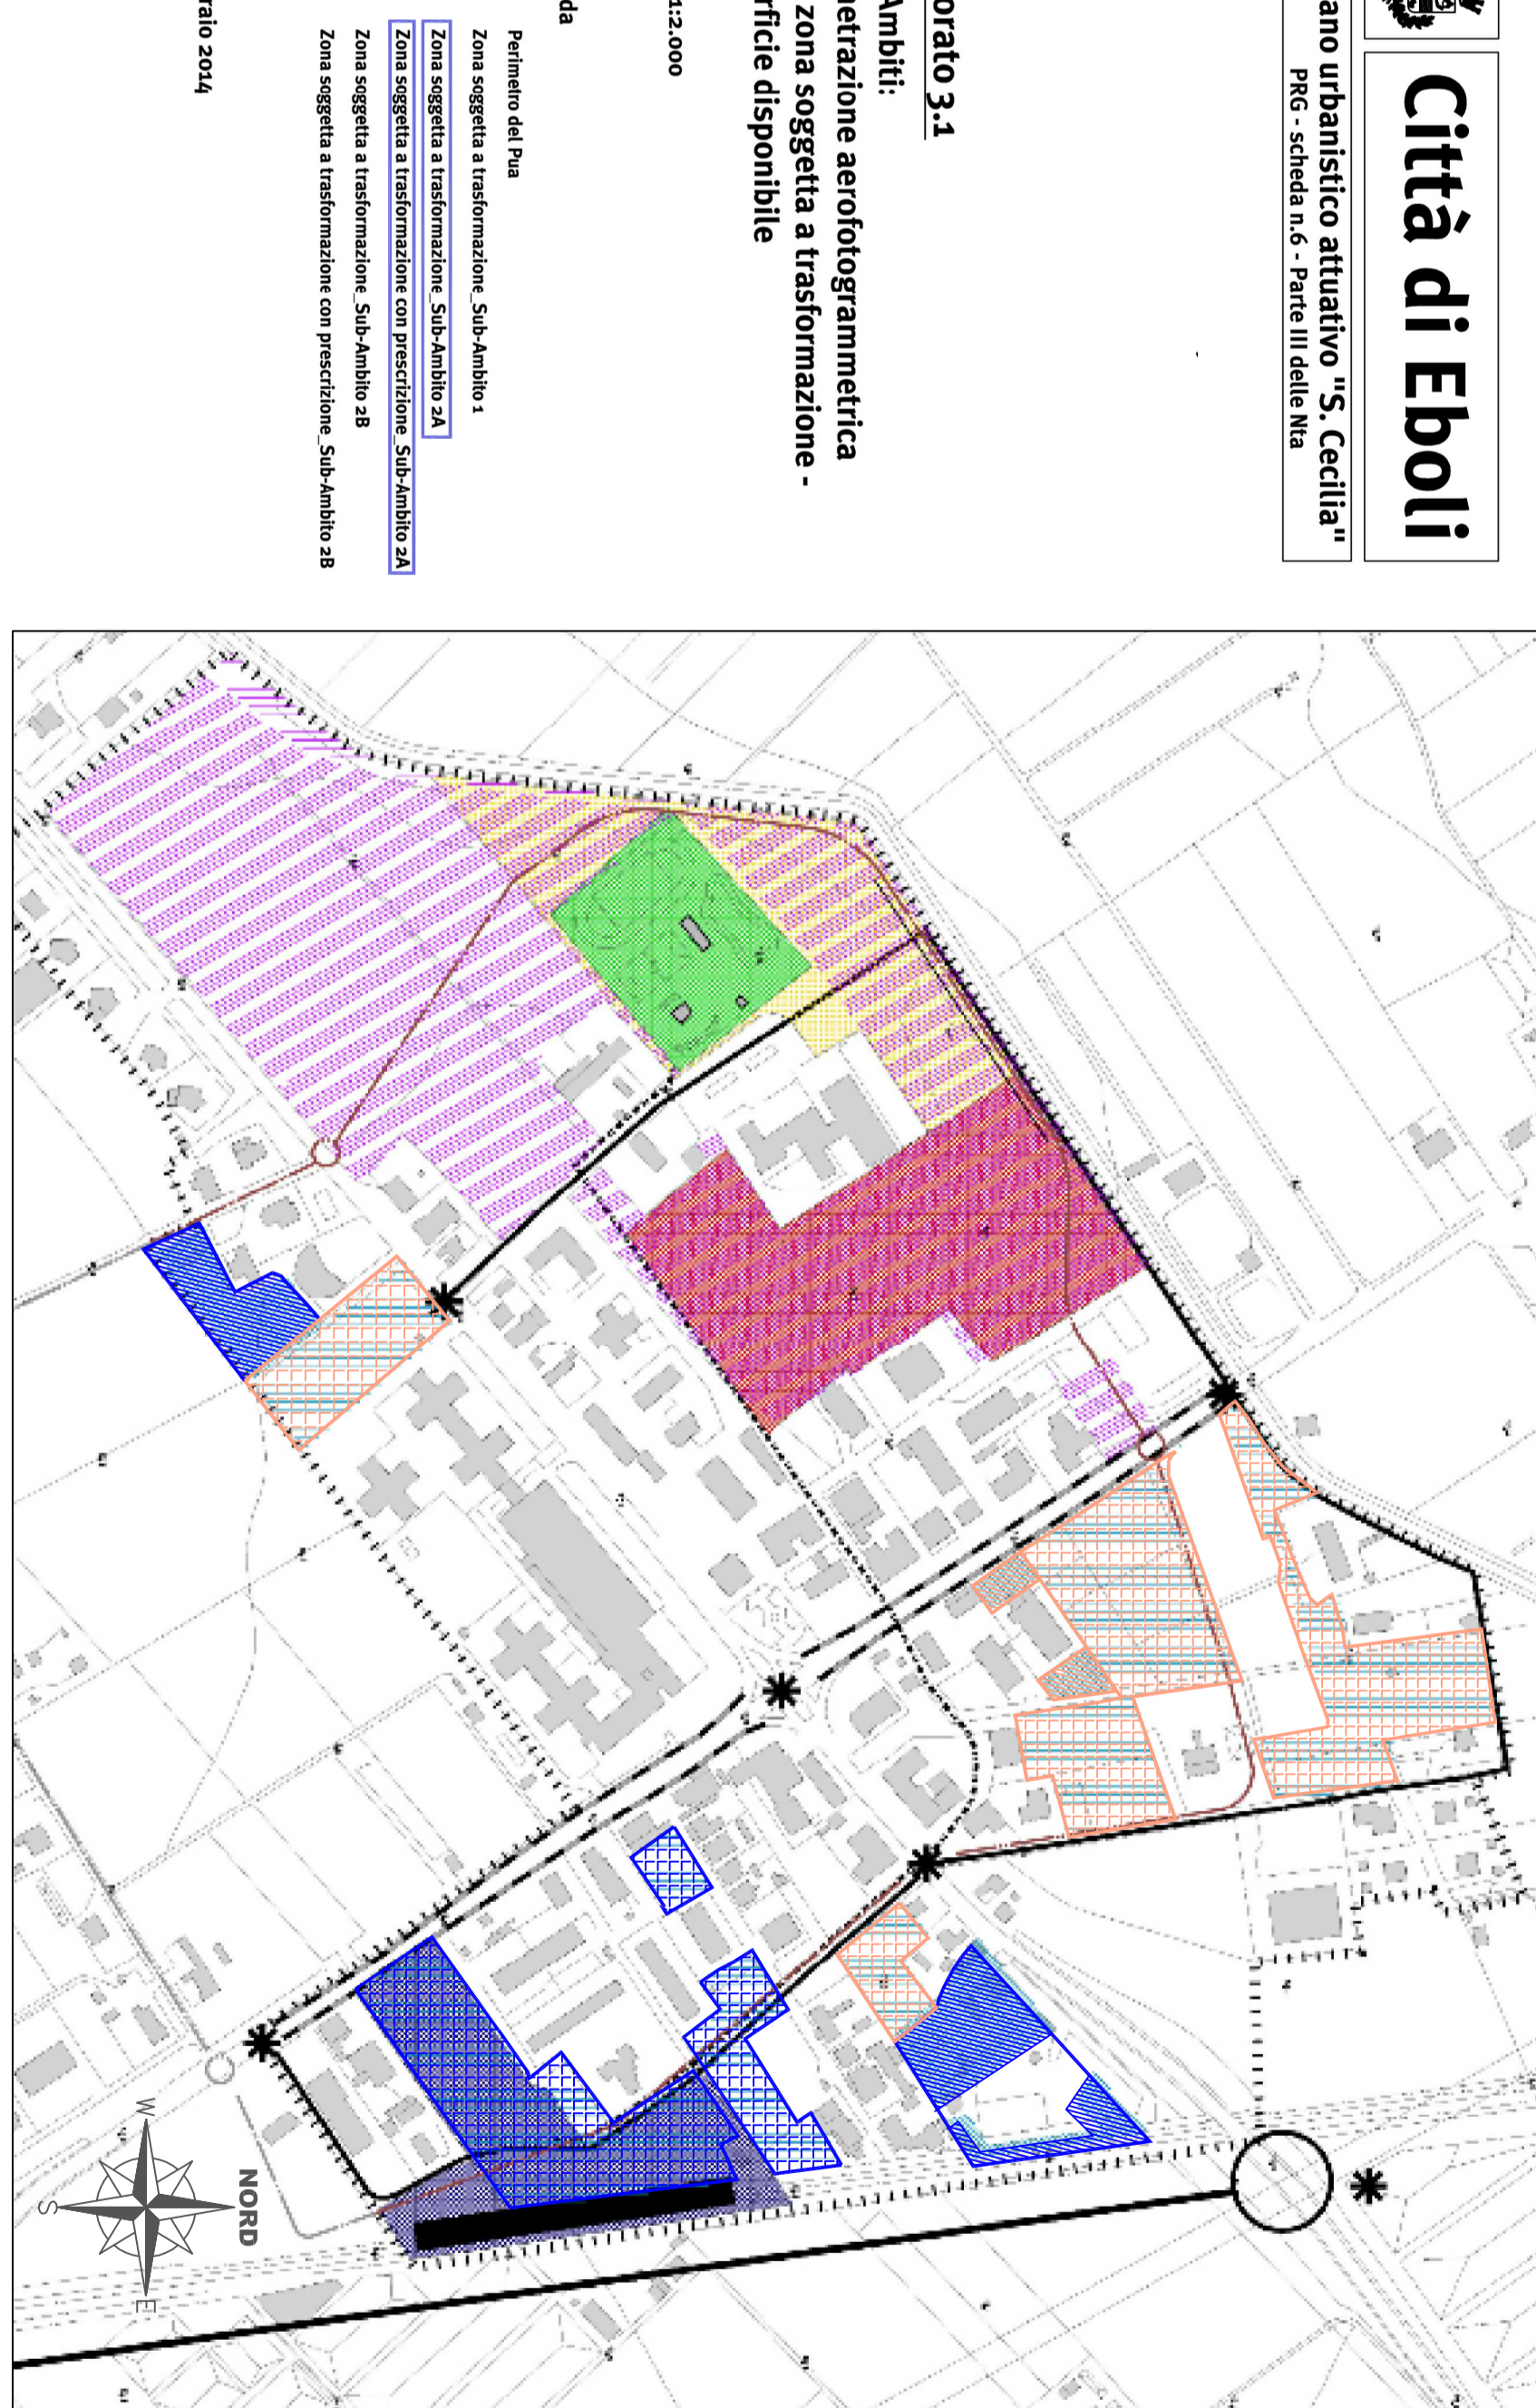 Città di Eboli
ano urbanistico attuativo "S. Cecilia"
PRG - scheda n.6 - Parte III delle Nta
orato 3.1
Ambiti:
netrazione aerofotogrammetrica
zona soggetta a trasformazione -
rficie disponibile
1:2.000
da
Perimetro del Pua
Zona soggetta a trasformazione_Sub-Ambito 1
Zona soggetta a trasformazione_Sub-Ambito 2A
Zona soggetta a trasformazione con prescrizione_Sub-Ambito 2A
Zona soggetta a trasformazione_Sub-Ambito 2B
Zona soggetta a trasformazione con prescrizione_Sub-Ambito 2B
raio 2014
NORD
W
S
E